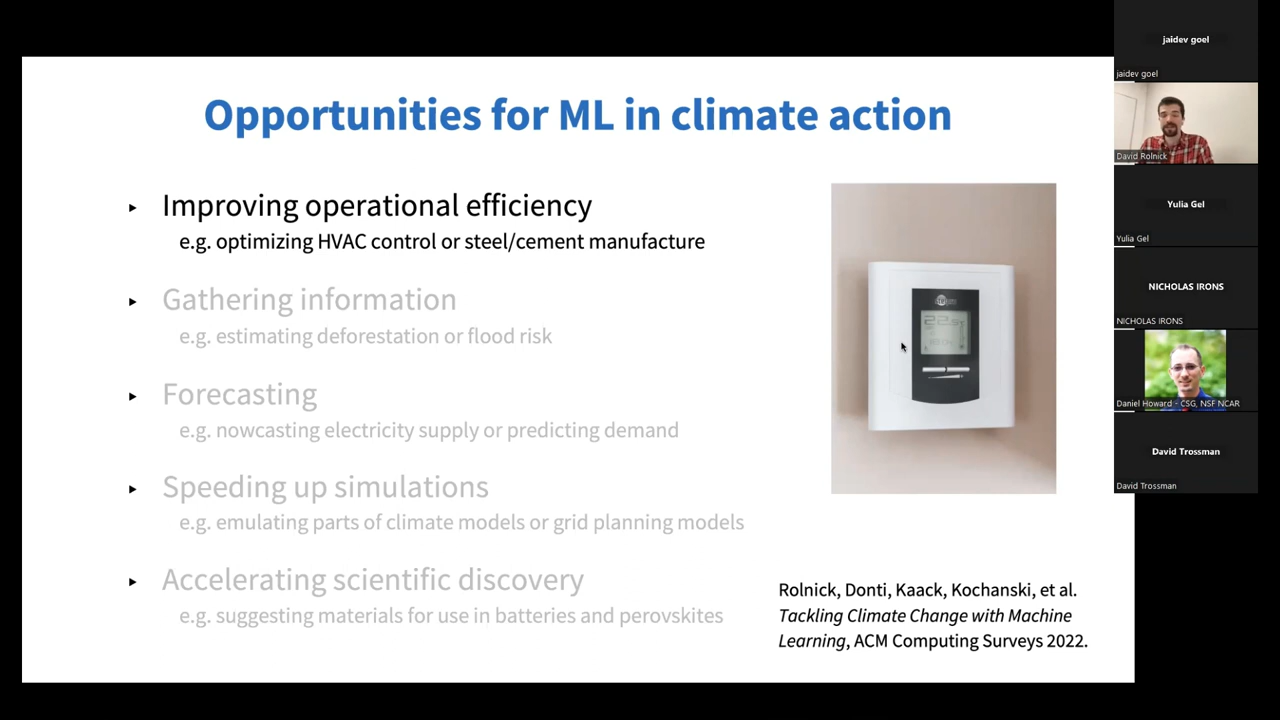 Opportunities for ML in climate action
Improving operational efficiency
e.g. optimizing HVAC control or steel/cement manufacture
Gathering information
e.g. estimating deforestation or flood risk
Forecasting
e.g. nowcasting electricity supply or predicting demand
Speeding up simulations
e.g. emulating parts of climate models or grid planning models
Accelerating scientific discovery
e.g. suggesting materials for use in batteries and perovskites
Rolnick, Donti, Kaack, Kochanski, et al.
Tackling Climate Change with Machine
Learning, ACM Computing Surveys 2022.
jaidev goel
jaidev goel
David Rolnick
Yulia Gel
Yulia Gel
NICHOLAS IRONS
NICHOLAS IRONS
Daniel Howard - CSG, NSF NCAR
David Trossman
David Trossman